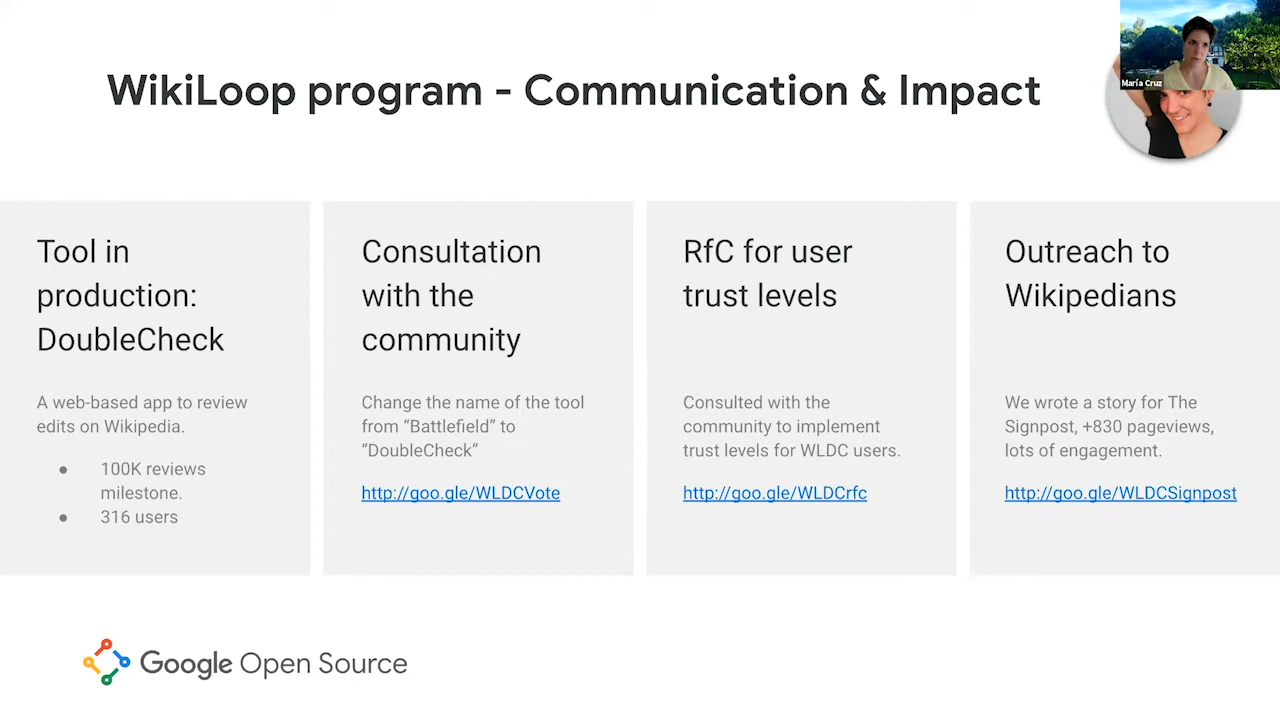 WikiLoop program - Communication & Impact
María Cruz
Tool in
production:
DoubleCheck
A web-based app to review
edits on Wikipedia.
● 100K reviews
milestone.
● 316 users
Consultation
with the
community
Change the name of the tool
from “Battlefield” to
“DoubleCheck”
http://goo.gle/WLDCVote
RfC for user
trust levels
Consulted with the
community to implement
trust levels for WLDC users.
http://goo.gle/WLDCrfc
Outreach to
Wikipedians
We wrote a story for The
Signpost, +830 pageviews,
lots of engagement.
http://goo.gle/WLDCSignpost
Google Open Source